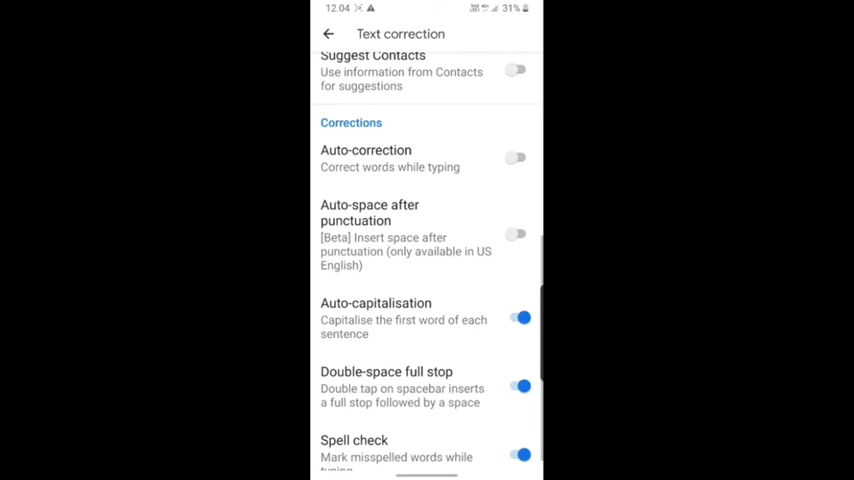 12.04 31%
Text correction
Suggest Contacts
Use information from Contacts
for suggestions
Corrections
Auto-correction
Correct words while typing
Auto-space after
punctuation
[Beta] Insert space after
punctuation (only available in US
English)
Auto-capitalisation
Capitalise the first word of each
sentence
Double-space full stop
Double tap on spacebar inserts
a full stop followed by a space
Spell check
Mark misspelled words while
typing